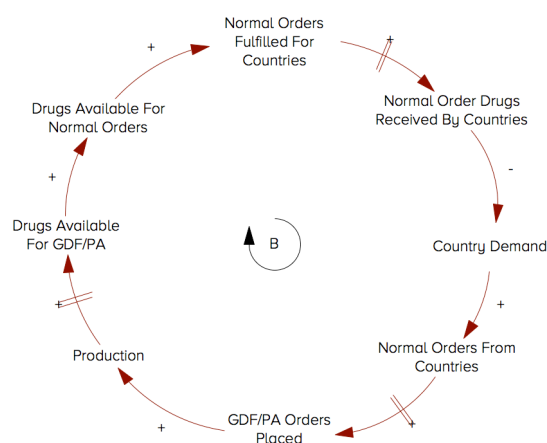 Normal Orders
Fulfilled For
Countries
+
+
Drugs Available For
Normal Orders
Normal Order Drugs
Received By Countries
+
-
Drugs Available
For GDF/PA
B
Country Demand
+
+
Production
Normal Orders From
Countries
+
+
GDF/PA Orders
Placed